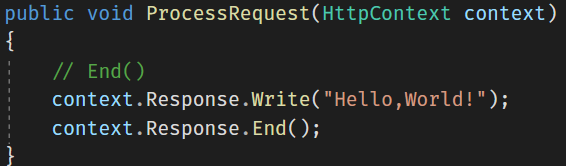 public void ProcessRequest(HttpContext context)
{
// End()
context.Response.Write("Hello,World!");
context.Response.End();
}